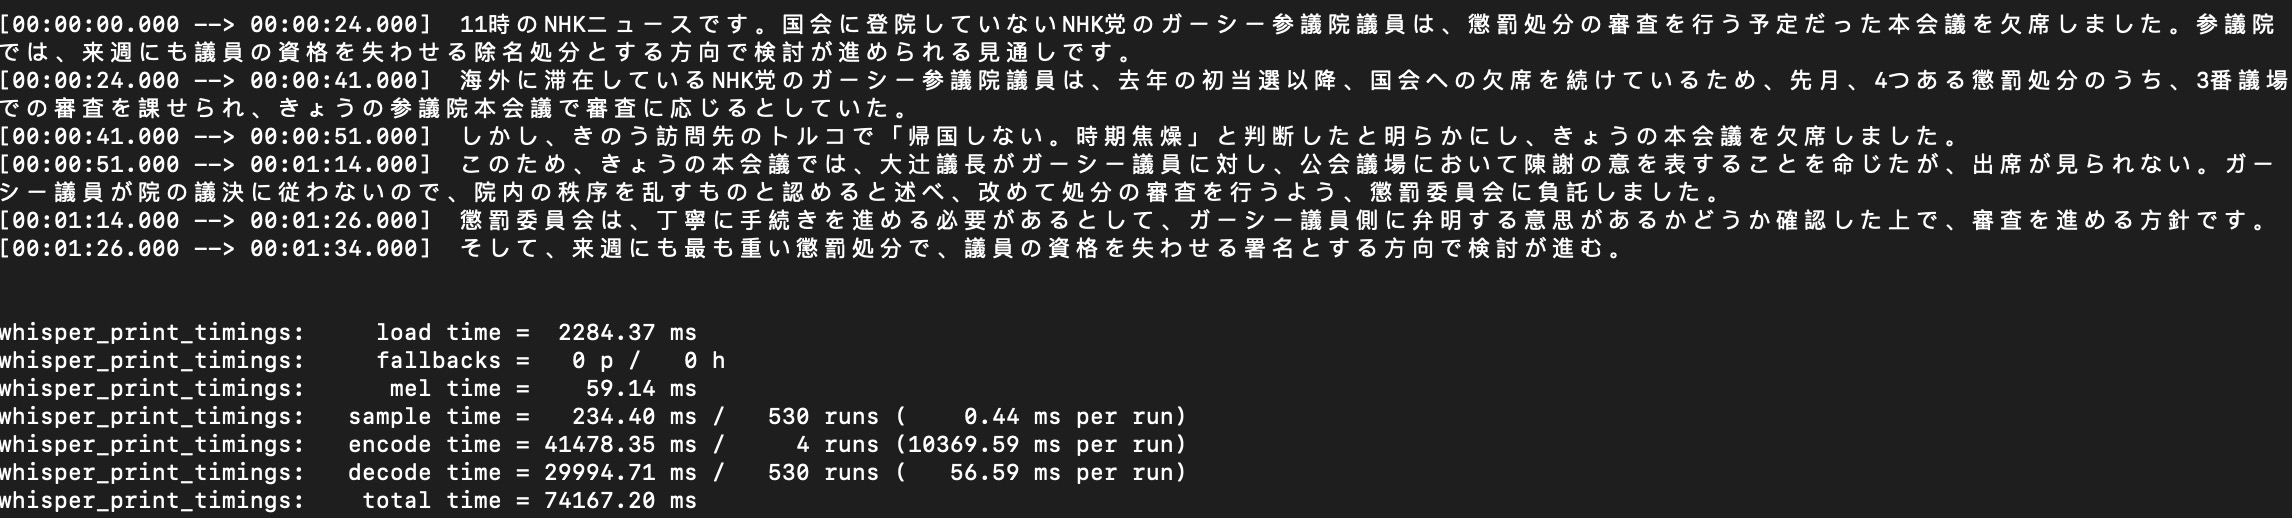 [00:00:00.000 --> 00:00:24.000]  11時のNHKニュースです。国会に登院していないNHK党のガーシー参議院議員は、懲罰処分の審査を行う予定だった本会議を欠席しました。参議院
では、来週にも議員の資格を失わせる除名処分とする方向で検討が進められる見通しです。
[00:00:24.000 --> 00:00:41.000]  海外に滞在しているNHK党のガーシー参議院議員は、去年の初当選以降、国会への欠席を続けているため、先月、4つある懲罰処分のうち、3番議場
での審査を課せられ、きょうの参議院本会議で審査に応じるとしていた。
[00:00:41.000 --> 00:00:51.000]  しかし、きのう訪問先のトルコで「帰国しない。時期焦燥」と判断したと明らかにし、きょうの本会議を欠席しました。
[00:00:51.000 --> 00:01:14.000]  このため、きょうの本会議では、大辻議長がガーシー議員に対し、公会議場において陳謝の意を表することを命じたが、出席が見られない。ガー
シー議員が院の議決に従わないので、院内の秩序を乱すものと認めると述べ、改めて処分の審査を行うよう、懲罰委員会に負託しました。
[00:01:14.000 --> 00:01:26.000]  懲罰委員会は、丁寧に手続きを進める必要があるとして、ガーシー議員側に弁明する意思があるかどうか確認した上で、審査を進める方針です。
[00:01:26.000 --> 00:01:34.000]  そして、来週にも最も重い懲罰処分で、議員の資格を失わせる署名とする方向で検討が進む。
whisper_print_timings:     load time =  2284.37 ms
whisper_print_timings:     fallbacks =   0 p /   0 h
whisper_print_timings:      mel time =    59.14 ms
whisper_print_timings:   sample time =   234.40 ms /   530 runs (    0.44 ms per run)
whisper_print_timings:   encode time = 41478.35 ms /     4 runs (10369.59 ms per run)
whisper_print_timings:   decode time = 29994.71 ms /   530 runs (   56.59 ms per run)
whisper_print_timings:    total time = 74167.20 ms